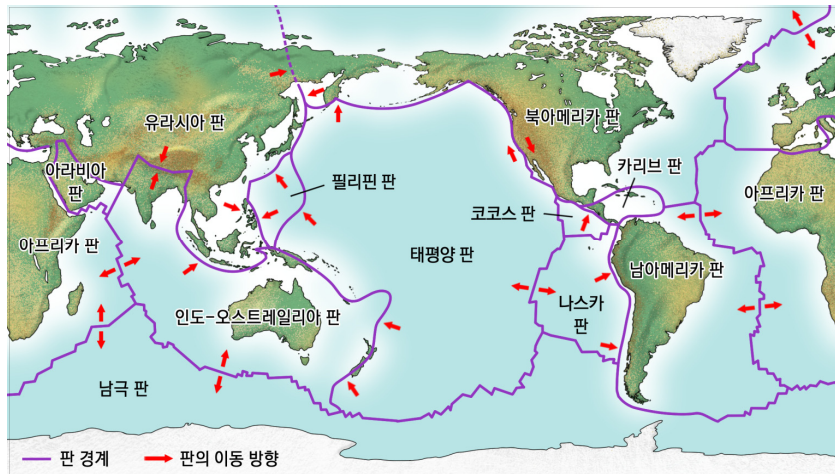 유라시아 판
아라비아
판
아프리카 판
필리핀 판
태평양 판
인도-오스트레일리아 판
남극 판
북아메리카 판
카리브 판
코코스 판
나스카
판
남아메리카 판
아프리카 판
판 경계
판의 이동 방향